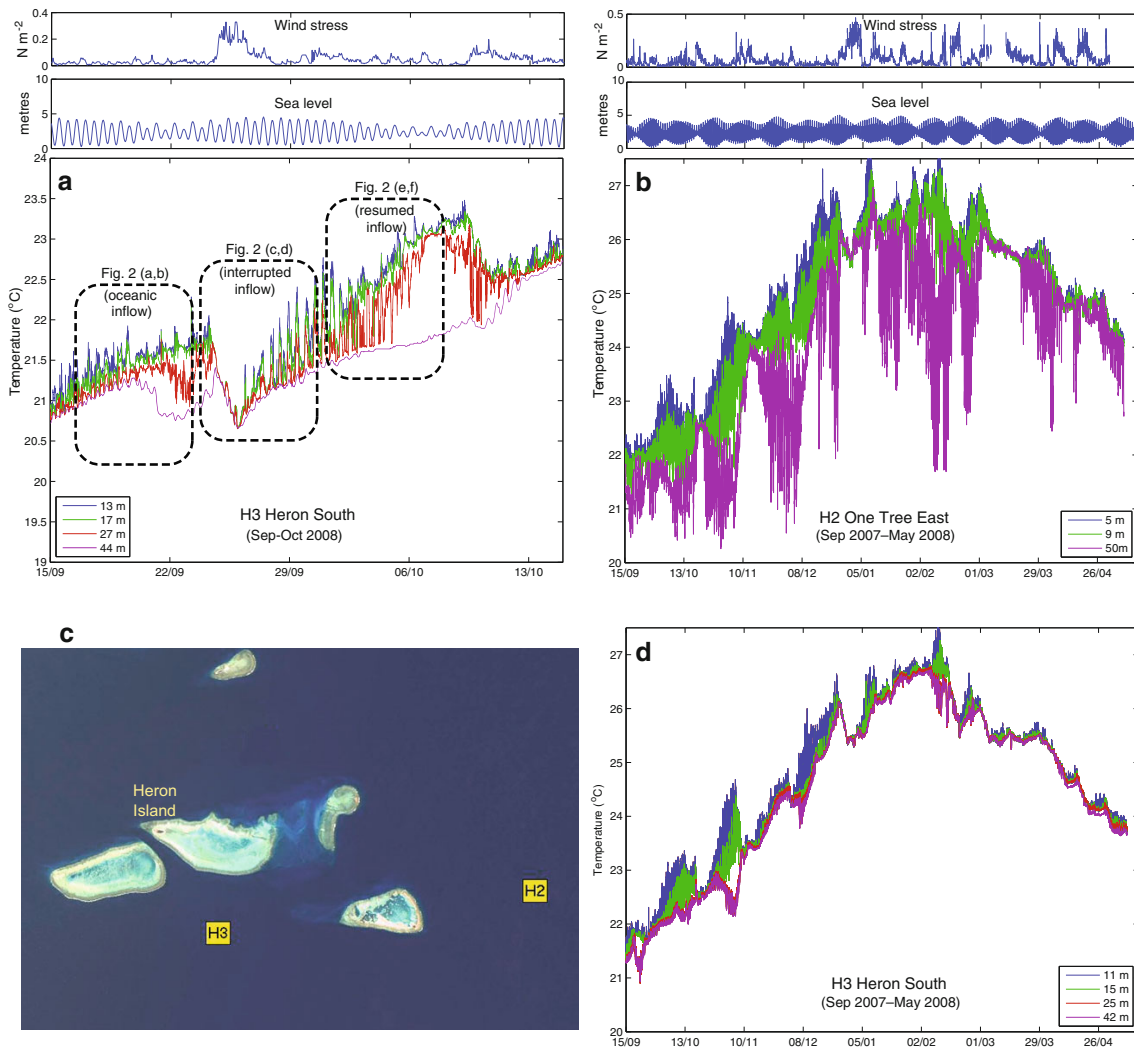 Wind stress
N m-2
0.4
0.2
0
Sea level
metres
10
5
0
a
Temperature (°C)
24
23.5
23
22.5
22
21.5
21
20.5
20
19.5
19
Fig. 2 (a,b)
(oceanic
inflow)
Fig. 2 (c,d)
(interrupted
inflow)
Fig. 2 (e,f)
(resumed
inflow)
13 m
17 m
27 m
44 m
H3 Heron South
(Sep-Oct 2008)
15/09 22/09 29/09 06/10 13/10
Wind stress
N m-2
0.5
0
Sea level
metres
10
5
0
b
Temperature (°C)
27
26
25
24
23
22
21
20
H2 One Tree East
(Sep 2007–May 2008)
5 m
9 m
50m
15/09 13/10 10/11 08/12 05/01 02/02 01/03 29/03 26/04
c
Heron
Island
H3
H2
d
Temperature (°C)
27
26
25
24
23
22
21
20
H3 Heron South
(Sep 2007–May 2008)
11 m
15 m
25 m
42 m
15/09 13/10 10/11 08/12 05/01 02/02 01/03 29/03 26/04